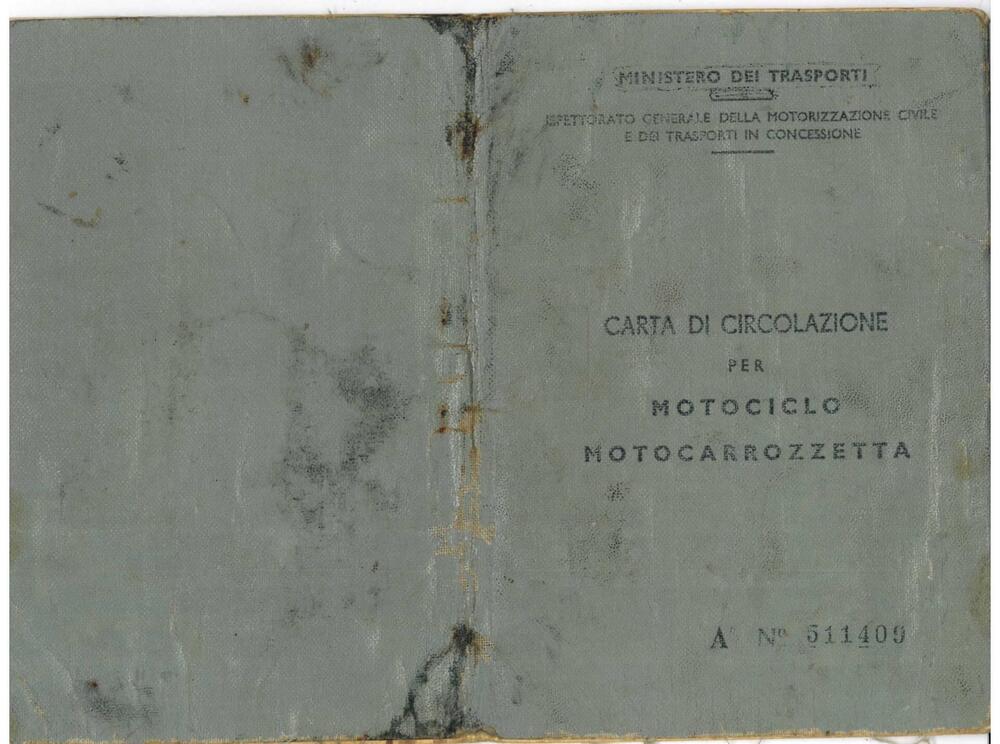 MINISTERO DEI TRASPORTI
ISPETTORATO GENERALE DELLA MOTORIZZAZIONE CIVILE
E DEI TRASPORTI IN CONCESSIONE
CARTA DI CIRCOLAZIONE
PER
MOTOCICLO
MOTOCARROZZETTA
A Nº 511409